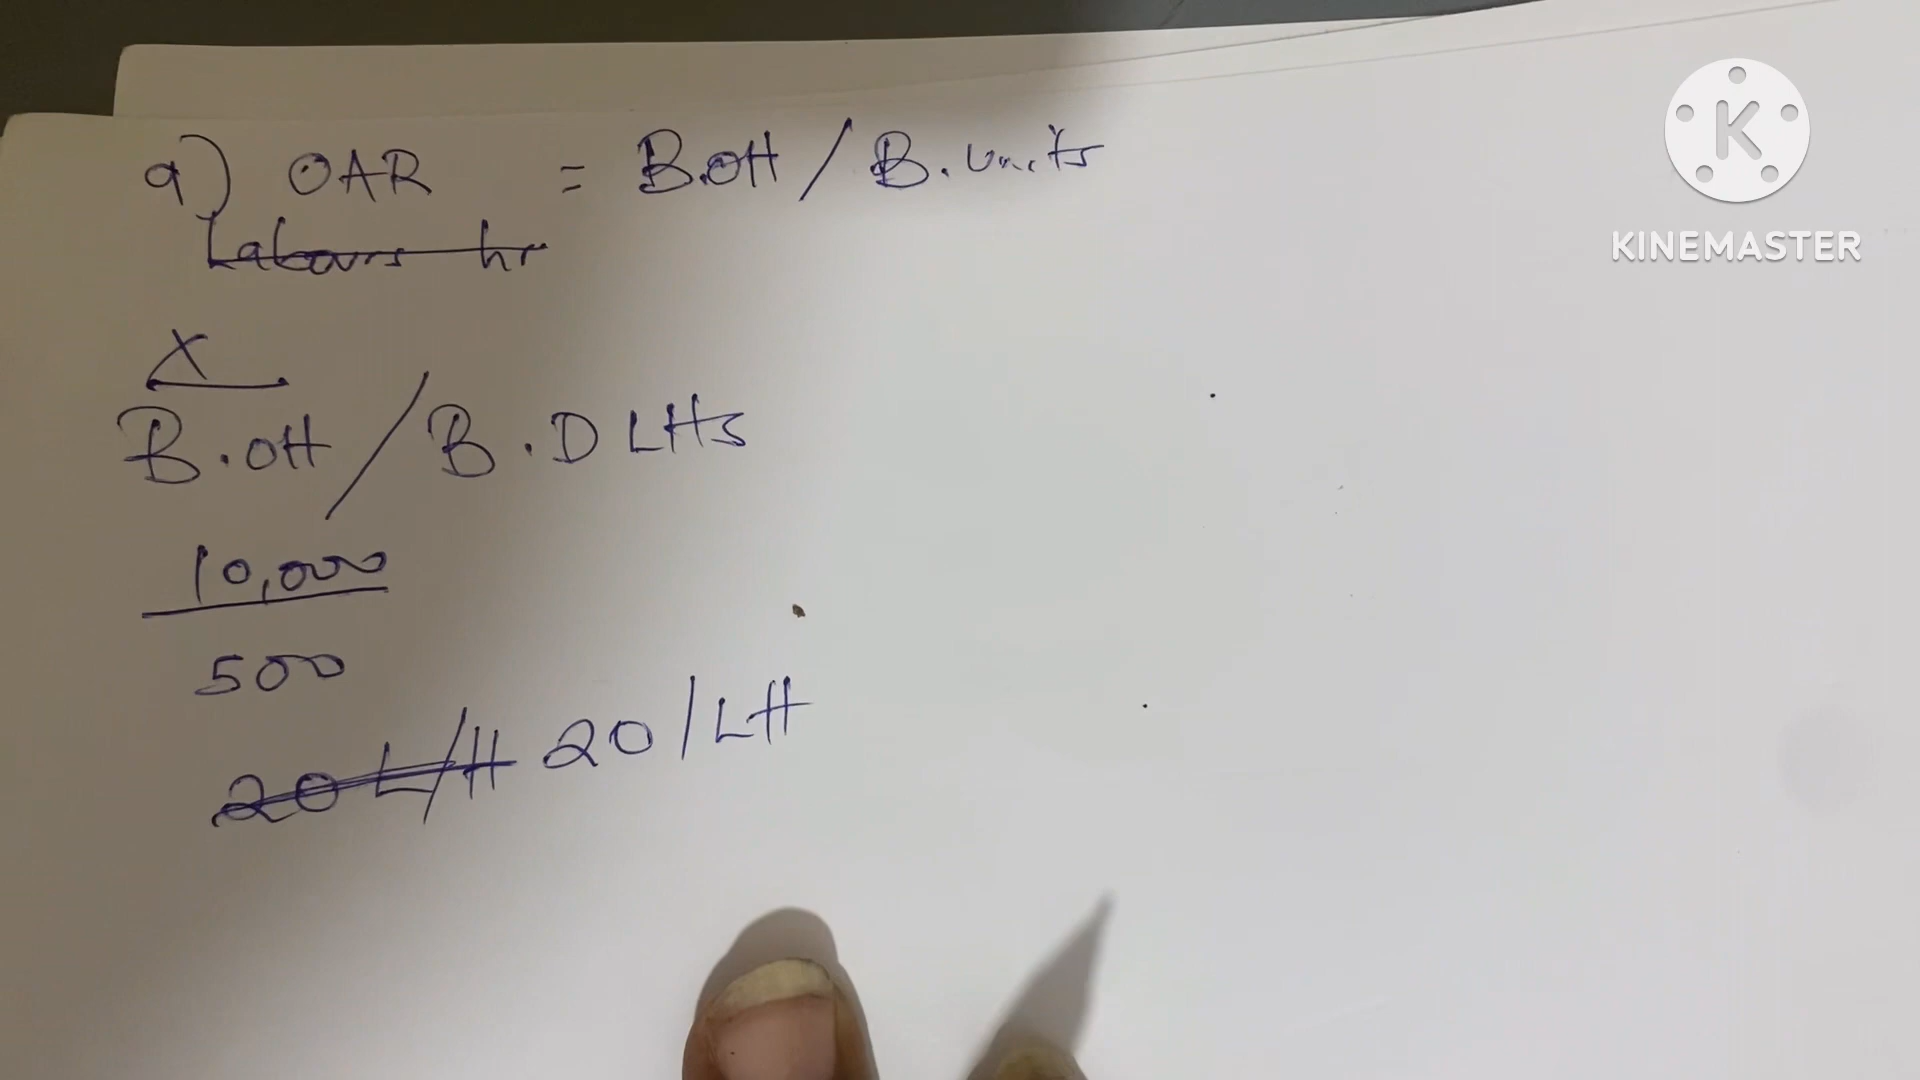 a) OAR = B.OH / B. Units
Labours hr
X
B.OH / B.D LHs
10,000
500
20 L/H 20/LH
K
KINEMASTER